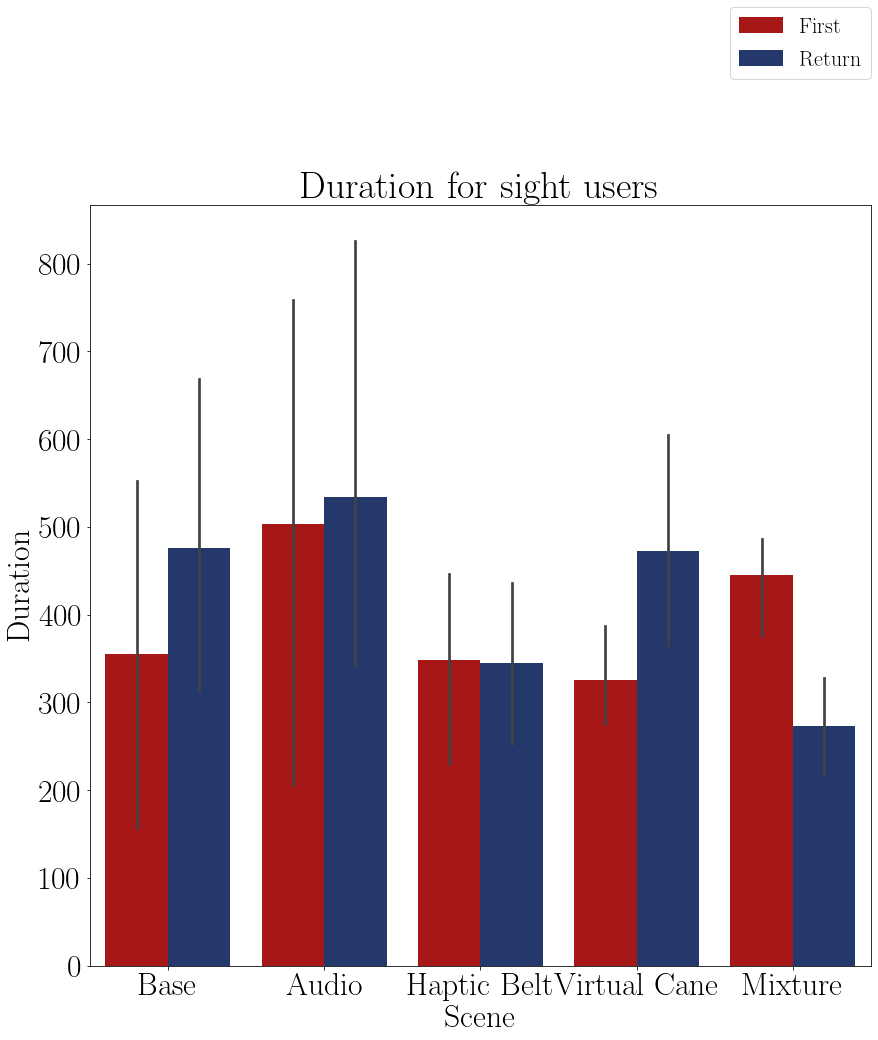 First
Return
Duration for sight users
800
700
600
500
400
300
200
100
0
Duration
Base Audio Haptic Belt Virtual Cane Mixture
Scene